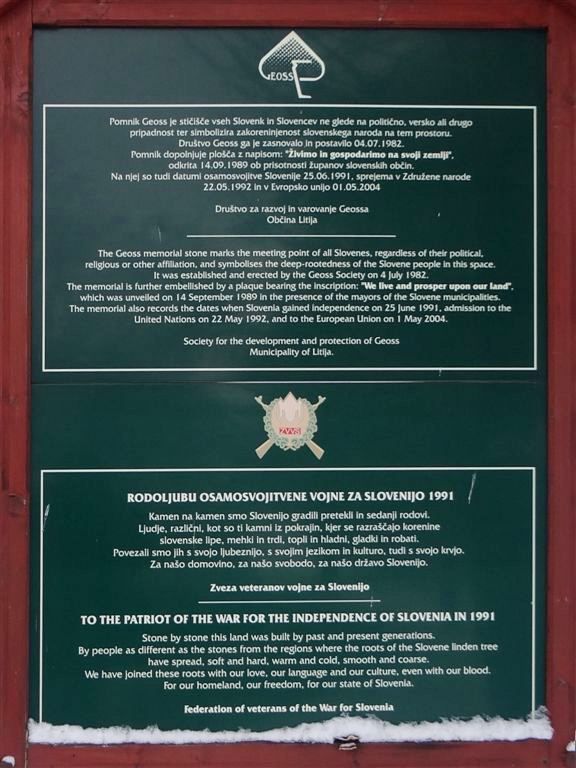 GEOSS
Pomnik Geoss je stičišče vseh Slovenk in Slovencev ne glede na politično, versko ali drugo
pripadnost ter simbolizira zakoreninjenost slovenskega naroda na tem prostoru.
Društvo Geoss ga je zasnovalo in postavilo 04.07.1982.
Pomnik dopolnjuje plošča z napisom: "Živimo in gospodarimo na svoji zemlji",
odkrita 14.09.1989 ob prisotnosti županov slovenskih občin.
Na njej so tudi datumi osamosvojitve Slovenije 25.06.1991, sprejema v Združene narode
22.05.1992 in v Evropsko unijo 01.05.2004
Društvo za razvoj in varovanje Geossa
Občina Litija
The Geoss memorial stone marks the meeting point of all Slovenes, regardless of their political,
religious or other affiliation, and symbolises the deep-rootedness of the Slovene people in this space.
It was established and erected by the Geoss Society on 4 July 1982.
The memorial is further embellished by a plaque bearing the inscription: "We live and prosper upon our land",
which was unveiled on 14 September 1989 in the presence of the mayors of the Slovene municipalities.
The memorial also records the dates when Slovenia gained independence on 25 June 1991, admission to the
United Nations on 22 May 1992, and to the European Union on 1 May 2004.
Society for the development and protection of Geoss
Municipality of Litija.
ZVVS
RODOLJUBU OSAMOSVOJITVENE VOJNE ZA SLOVENIJO 1991
Kamen na kamen smo Slovenijo gradili pretekli in sedanji rodovi.
Ljudje, različni, kot so ti kamni iz pokrajin, kjer se razraščajo korenine
slovenske lipe, mehki in trdi, topli in hladni, gladki in robati.
Povezali smo jih s svojo ljubeznijo, s svojim jezikom in kulturo, tudi s svojo krvjo.
Za našo domovino, za našo svobodo, za našo državo Slovenijo.
Zveza veteranov vojne za Slovenijo
TO THE PATRIOT OF THE WAR FOR THE INDEPENDENCE OF SLOVENIA IN 1991
Stone by stone this land was built by past and present generations.
By people as different as the stones from the regions where the roots of the Slovene linden tree
have spread, soft and hard, warm and cold, smooth and coarse.
We have joined these roots with our love, our language and our culture, even with our blood.
For our homeland, our freedom, for our state of Slovenia.
Federation of veterans of the War for Slovenia